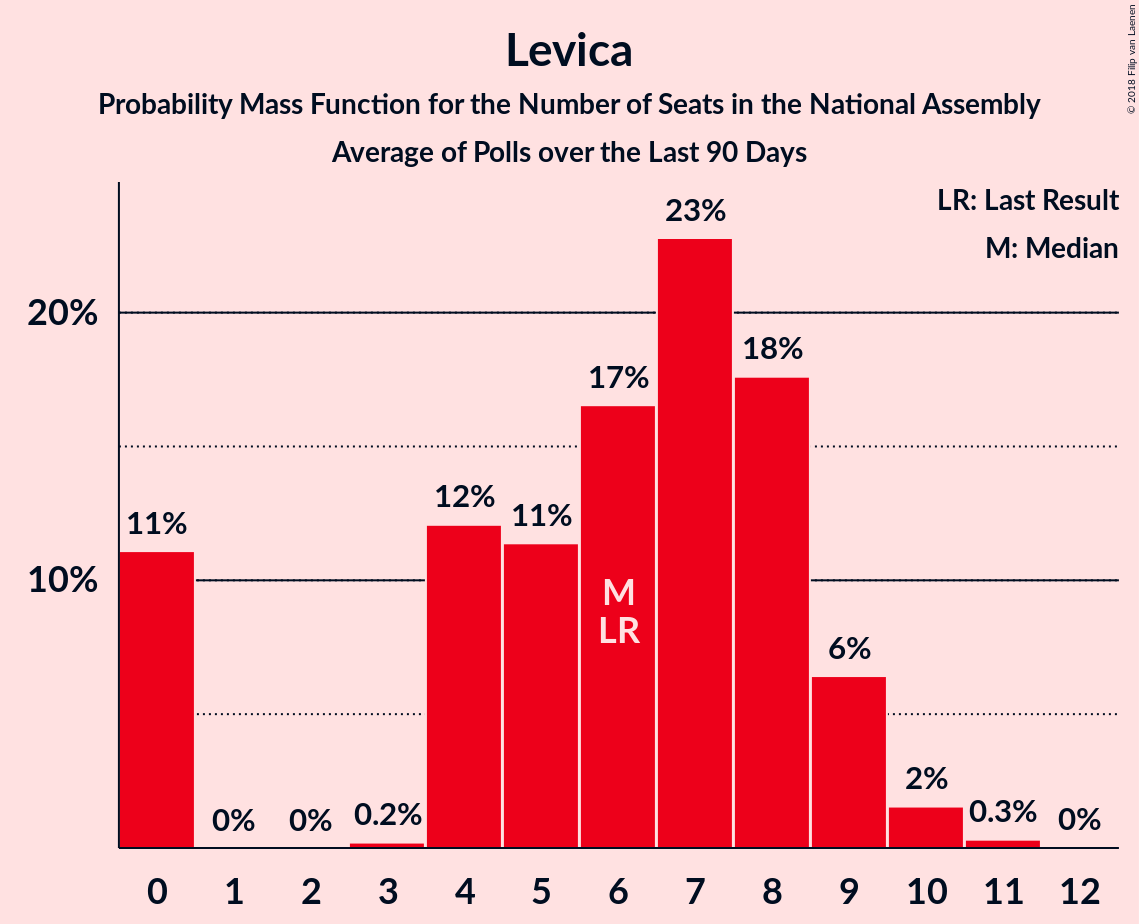 Levica
Probability Mass Function for the Number of Seats in the National Assembly
Average of Polls over the Last 90 Days
© 2018 Filip van Laenen
LR: Last Result
M: Median
20%
10%
11%
0%
0%
0.2%
12%
11%
17%
23%
18%
6%
2%
0.3%
0%
M
LR
0 1 2 3 4 5 6 7 8 9 10 11 12